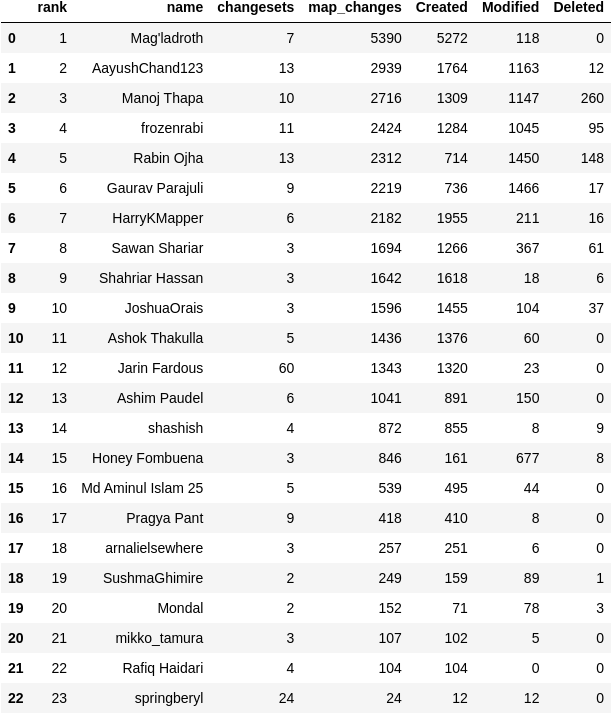 rank name changesets map_changes Created Modified Deleted
0 1 Mag'ladroth 7 5390 5272 118 0
1 2 AayushChand123 13 2939 1764 1163 12
2 3 Manoj Thapa 10 2716 1309 1147 260
3 4 frozenrabi 11 2424 1284 1045 95
4 5 Rabin Ojha 13 2312 714 1450 148
5 6 Gaurav Parajuli 9 2219 736 1466 17
6 7 HarryKMapper 6 2182 1955 211 16
7 8 Sawan Shariar 3 1694 1266 367 61
8 9 Shahriar Hassan 3 1642 1618 18 6
9 10 JoshuaOrais 3 1596 1455 104 37
10 11 Ashok Thakulla 5 1436 1376 60 0
11 12 Jarin Fardous 60 1343 1320 23 0
12 13 Ashim Paudel 6 1041 891 150 0
13 14 shashish 4 872 855 8 9
14 15 Honey Fombuena 3 846 161 677 8
15 16 Md Aminul Islam 25 5 539 495 44 0
16 17 Pragya Pant 9 418 410 8 0
17 18 arnalielsewhere 3 257 251 6 0
18 19 SushmaGhimire 2 249 159 89 1
19 20 Mondal 2 152 71 78 3
20 21 mikko_tamura 3 107 102 5 0
21 22 Rafiq Haidari 4 104 104 0 0
22 23 springberyl 24 24 12 12 0